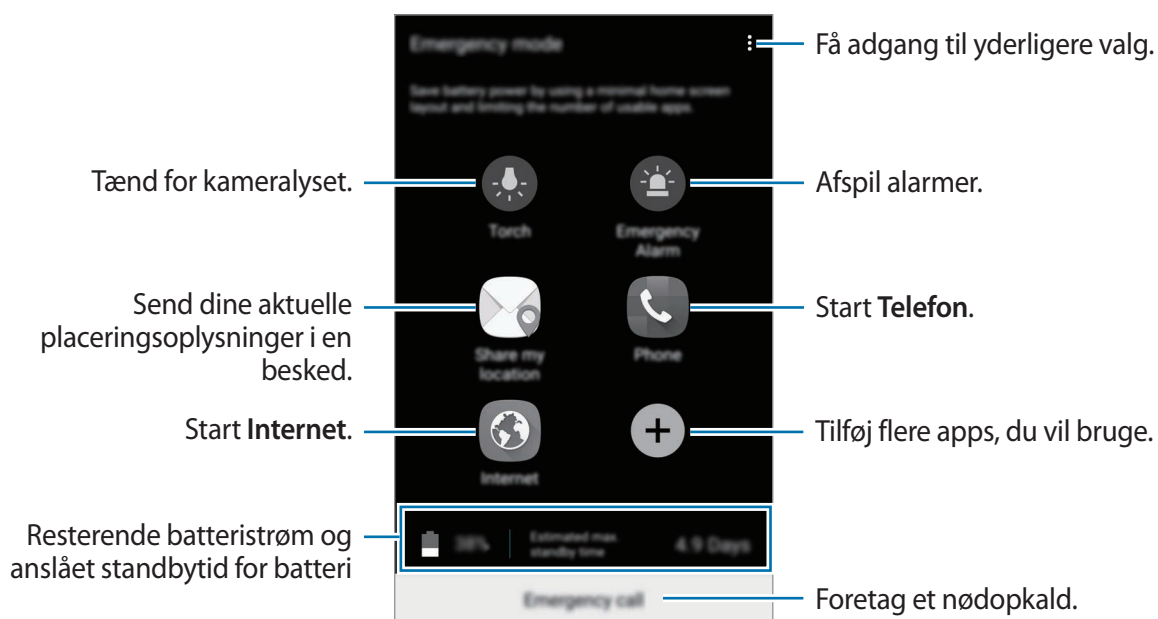 Emergency mode
Få adgang til yderligere valg.
Save battery power by using a minimal home screen
layout and limiting the number of usable apps.
Tænd for kameralyset.
Afspil alarmer.
Torch
Emergency
Alarm
Send dine aktuelle
placeringsoplysninger i en
besked.
Start Telefon.
Share my
location
Phone
Start Internet.
Tilføj flere apps, du vil bruge.
Internet
Resterende batteristrøm og
anslået standbytid for batteri
38%
Estimated max.
standby time
4.9 Days
Emergency call
Foretag et nødopkald.